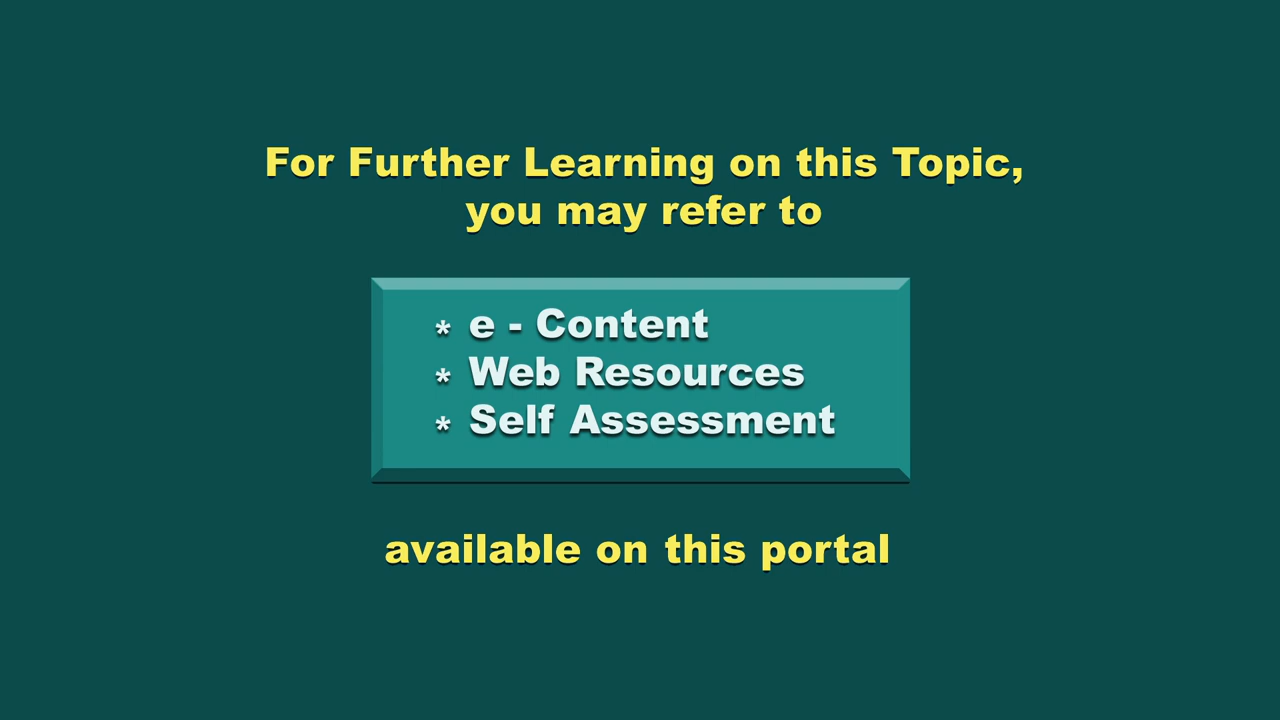 For Further Learning on this Topic,
you may refer to
* e - Content
* Web Resources
* Self Assessment
available on this portal